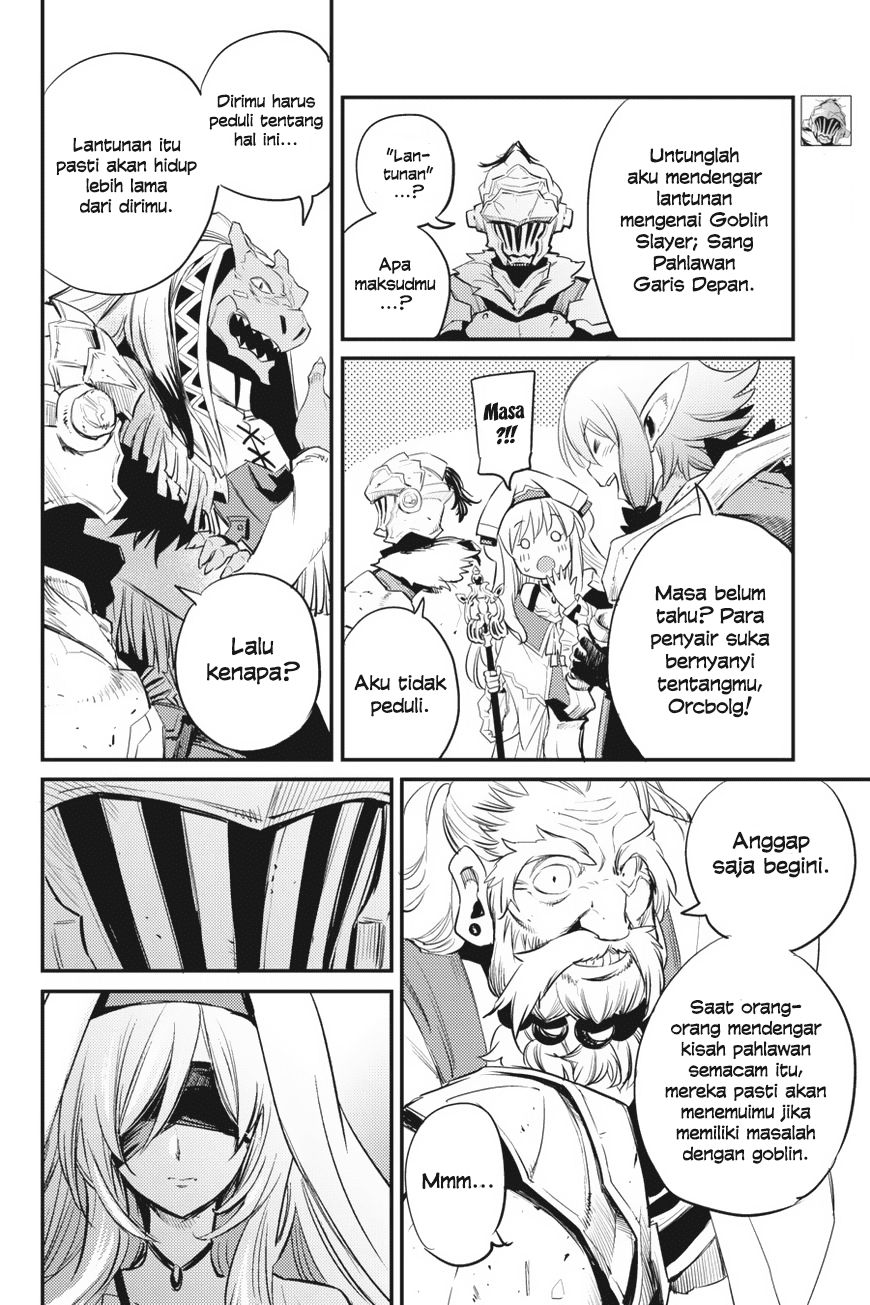 Untunglah
aku mendengar
lantunan
mengenai Goblin
Slayer; Sang
Pahlawan
Garis Depan.
"Lan-
tunan"
...?
Apa
maksudmu
...?
Masa belum
tahu? Para
penyair suka
bernyanyi
tentangmu,
Orcbolg!
Masa
?!!
Aku tidak
peduli.
Dirimu harus
peduli tentang
hal ini...
Lantunan itu
pasti akan hidup
lebih lama
dari dirimu.
Lalu
kenapa?
Anggap
saja begini.
Saat orang-
orang mendengar
kisah pahlawan
semacam itu,
mereka pasti akan
menemuimu jika
memiliki masalah
dengan goblin.
Mmm...